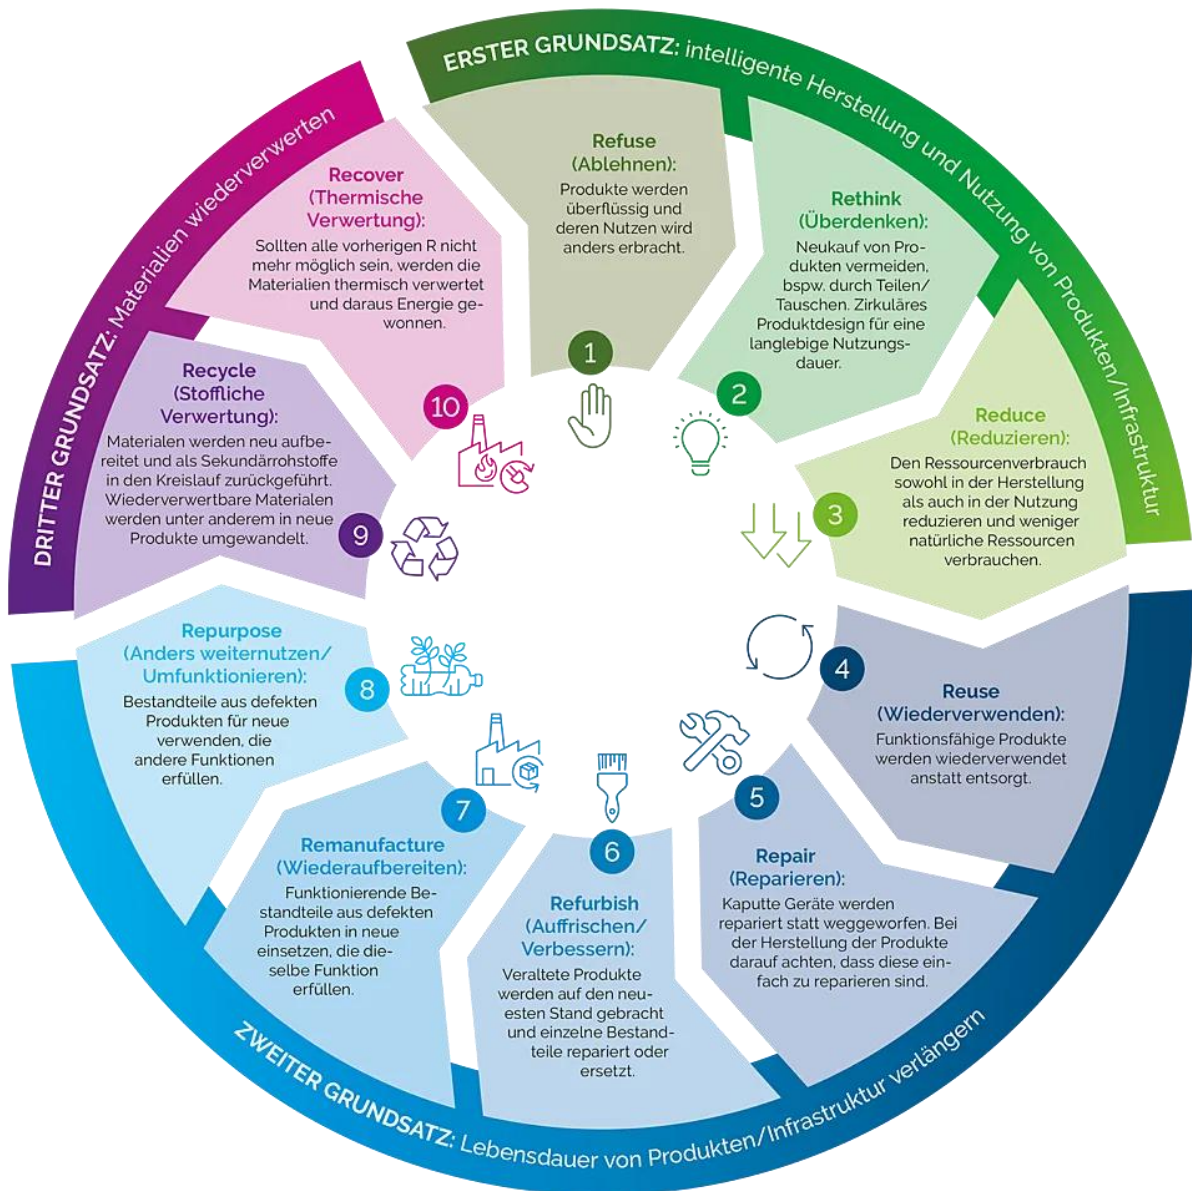 ERSTER GRUNDSATZ: intelligente Herstellung und Nutzung von Produkten/Infrastruktur
Refuse
(Ablehnen):
Produkte werden
überflüssig und
deren Nutzen wird
anders erbracht.
1
Rethink
(Überdenken):
Neukauf von Pro-
dukten vermeiden,
bspw. durch Teilen/
Tauschen. Zirkuläres
Produktdesign für eine
langlebige Nutzungs-
dauer.
2
Reduce
(Reduzieren):
Den Ressourcenverbrauch
sowohl in der Herstellung
als auch in der Nutzung
reduzieren und weniger
natürliche Ressourcen
verbrauchen.
3
ZWEITER GRUNDSATZ: Lebensdauer von Produkten/Infrastruktur verlängern
Reuse
(Wiederverwenden):
Funktionsfähige Produkte
werden wiederverwendet
anstatt entsorgt.
4
Repair
(Reparieren):
Kaputte Geräte werden
repariert statt weggeworfen. Bei
der Herstellung der Produkte
darauf achten, dass diese ein-
fach zu reparieren sind.
5
Refurbish
(Auffrischen/
Verbessern):
Veraltete Produkte
werden auf den neu-
esten Stand gebracht
und einzelne Bestand-
teile repariert oder
ersetzt.
6
Remanufacture
(Wiederaufbereiten):
Funktionierende Be-
standteile aus defekten
Produkten in neue
einsetzen, die die-
selbe Funktion
erfüllen.
7
Repurpose
(Anders weiternutzen/
Umfunktionieren):
Bestandteile aus defekten
Produkten für neue
verwenden, die
andere Funktionen
erfüllen.
8
DRITTER GRUNDSATZ: Materialien wiederverwerten
Recycle
(Stoffliche
Verwertung):
Materialen werden neu aufbe-
reitet und als Sekundärrohstoffe
in den Kreislauf zurückgeführt.
Wiederverwertbare Materialen
werden unter anderem in neue
Produkte umgewandelt.
9
Recover
(Thermische
Verwertung):
Sollten alle vorherigen R nicht
mehr möglich sein, werden die
Materialien thermisch verwertet
und daraus Energie ge-
wonnen.
10